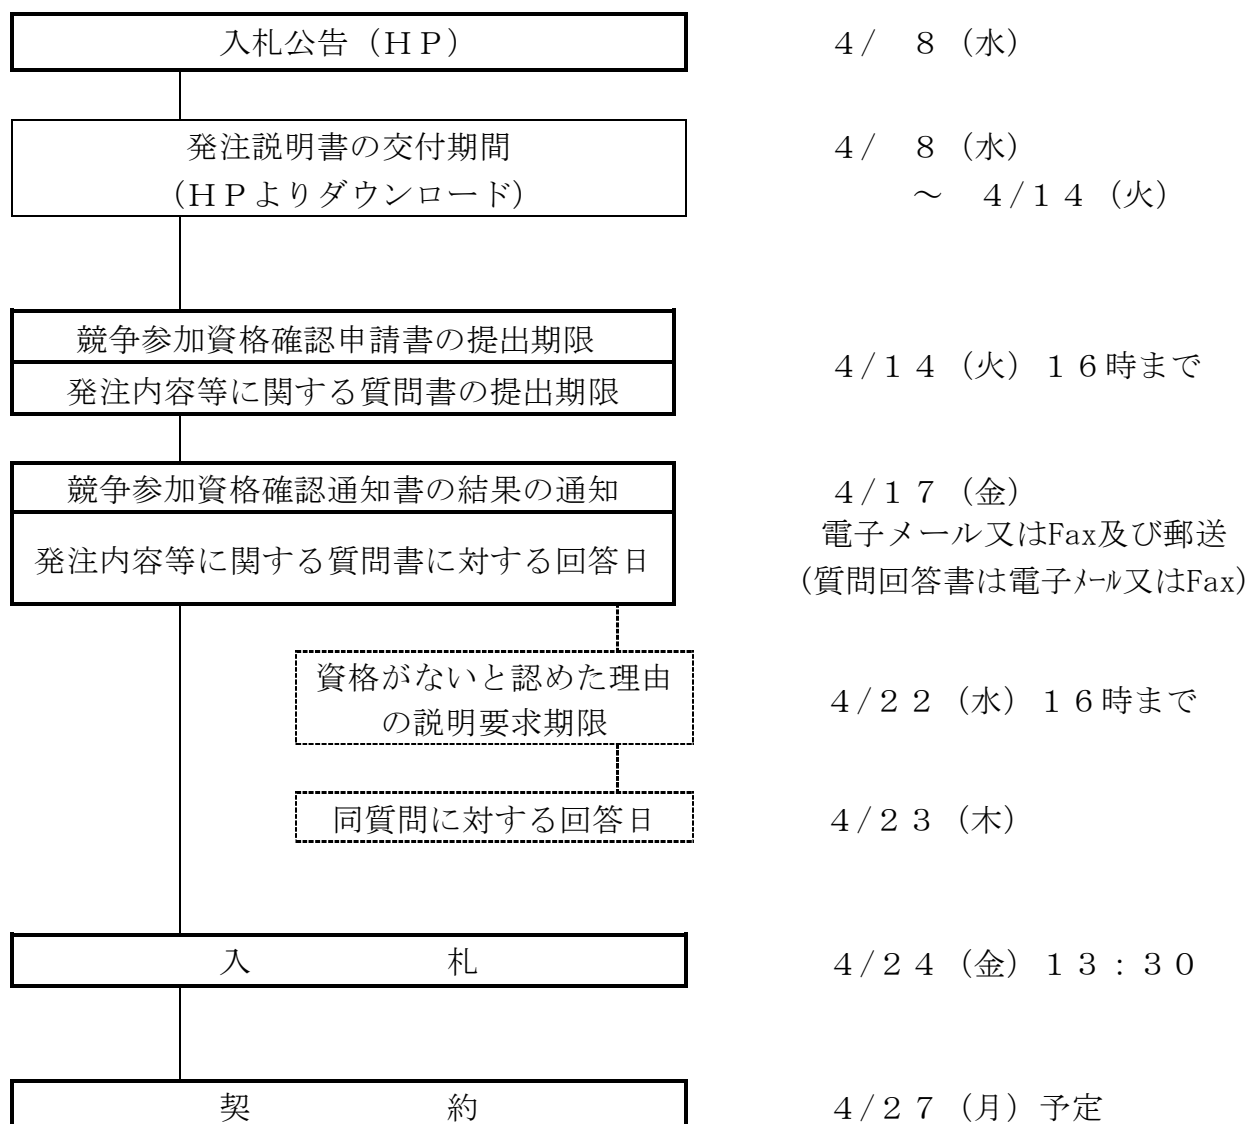 入札公告（ＨＰ）　４／　８（水）
発注説明書の交付期間　４／　８（水）
（ＨＰよりダウンロード）　～　４／１４（火）
競争参加資格確認申請書の提出期限
４／１４（火）１６時まで
発注内容等に関する質問書の提出期限
競争参加資格確認通知書の結果の通知　４／１７（金）
電子メール又はFax及び郵送
発注内容等に関する質問書に対する回答日
（質問回答書は電子ﾒｰﾙ又はFax）
資格がないと認めた理由
の説明要求期限
４／２２（水）１６時まで
同質問に対する回答日　４／２３（木）
入　札　４／２４（金）１３：３０
契　約　４／２７（月）予定